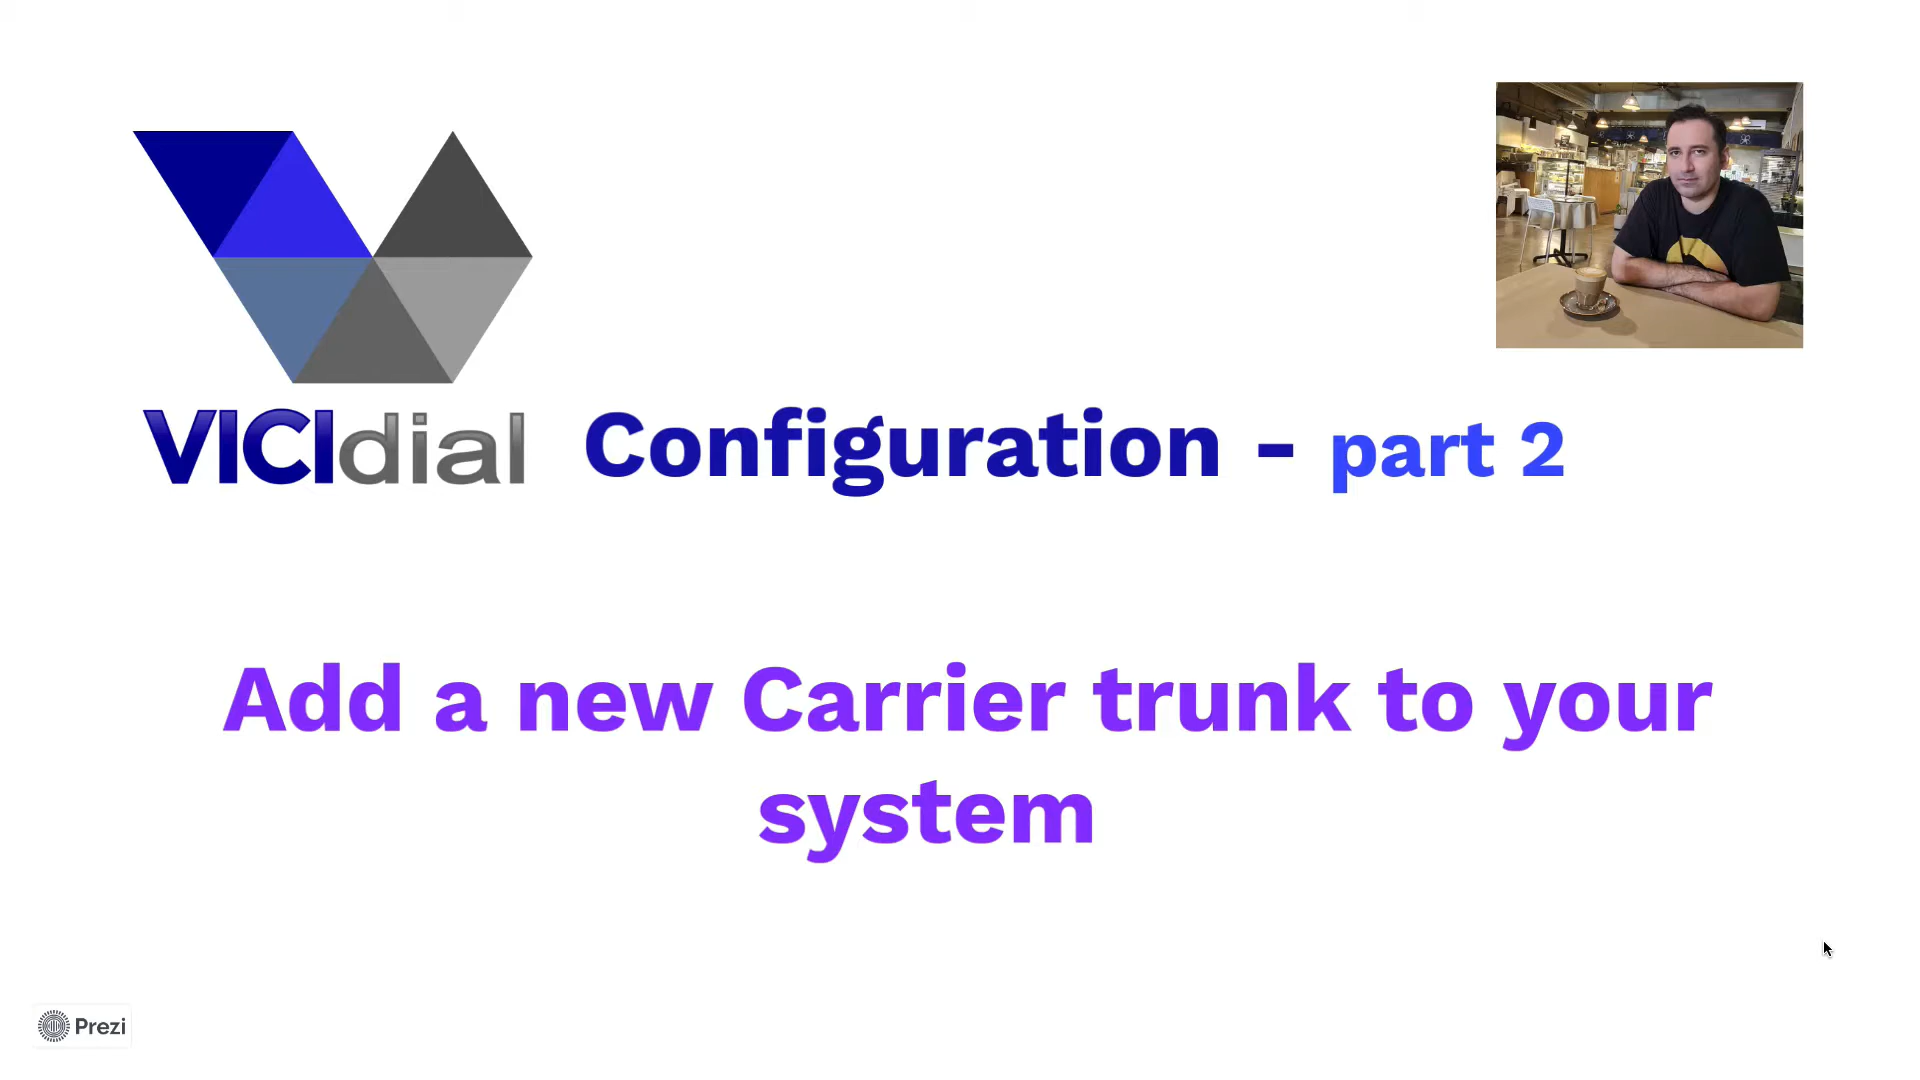 VICIdial Configuration - part 2
Add a new Carrier trunk to your
system
Prezi